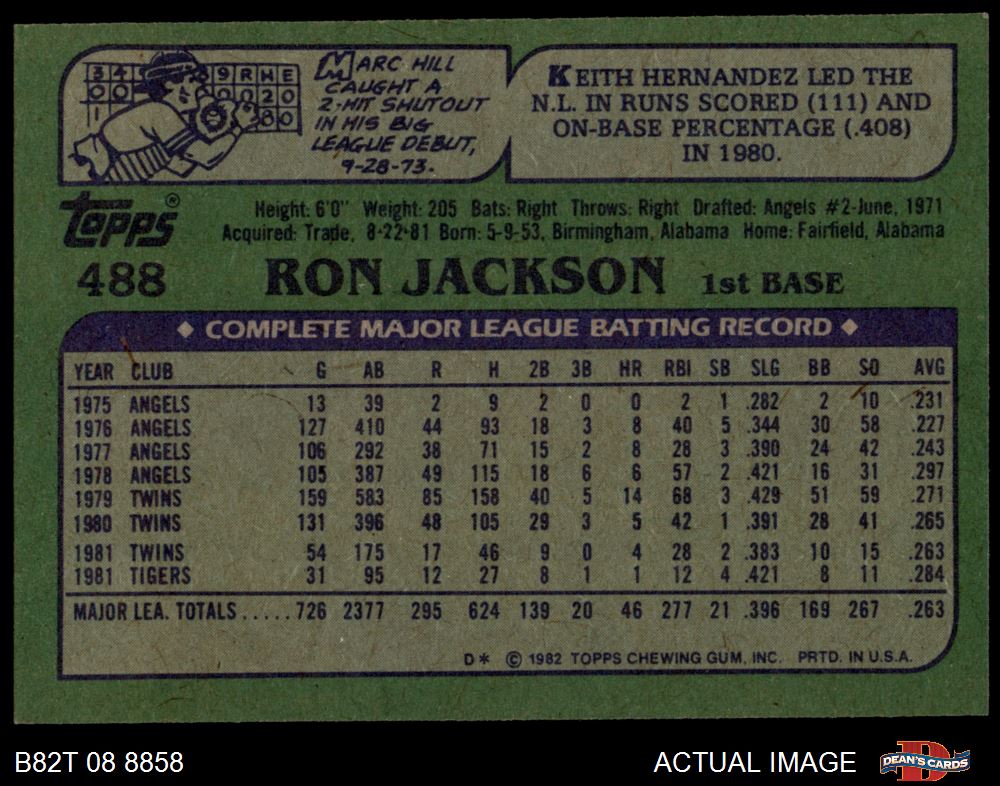 3 4 9 R H E
0 0 0 0 2 0
1 0 0
MARC HILL
CAUGHT A
2-HIT SHUTOUT
IN HIS BIG
LEAGUE DEBUT,
9-28-73.
KEITH HERNANDEZ LED THE
N.L. IN RUNS SCORED (111) AND
ON-BASE PERCENTAGE (.408)
IN 1980.
TOPPS®
Height: 6'0" Weight: 205 Bats: Right Throws: Right Drafted: Angels #2-June, 1971
Acquired: Trade, 8-22-81 Born: 5-9-53, Birmingham, Alabama Home: Fairfield, Alabama
488 RON JACKSON 1st BASE
◆ COMPLETE MAJOR LEAGUE BATTING RECORD ◆
YEAR CLUB G AB R H 2B 3B HR RBI SB SLG BB SO AVG
1975 ANGELS 13 39 2 9 2 0 0 2 1 .282 2 10 .231
1976 ANGELS 127 410 44 93 18 3 8 40 5 .344 30 58 .227
1977 ANGELS 106 292 38 71 15 2 8 28 3 .390 24 42 .243
1978 ANGELS 105 387 49 115 18 6 6 57 2 .421 16 31 .297
1979 TWINS 159 583 85 158 40 5 14 68 3 .429 51 59 .271
1980 TWINS 131 396 48 105 29 3 5 42 1 .391 28 41 .265
1981 TWINS 54 175 17 46 9 0 4 28 2 .383 10 15 .263
1981 TIGERS 31 95 12 27 8 1 1 12 4 .421 8 11 .284
MAJOR LEA. TOTALS.....726 2377 295 624 139 20 46 277 21 .396 169 267 .263
D* © 1982 TOPPS CHEWING GUM, INC. PRTD. IN U.S.A.
B82T 08 8858
ACTUAL IMAGE
D
DEAN'S CARDS